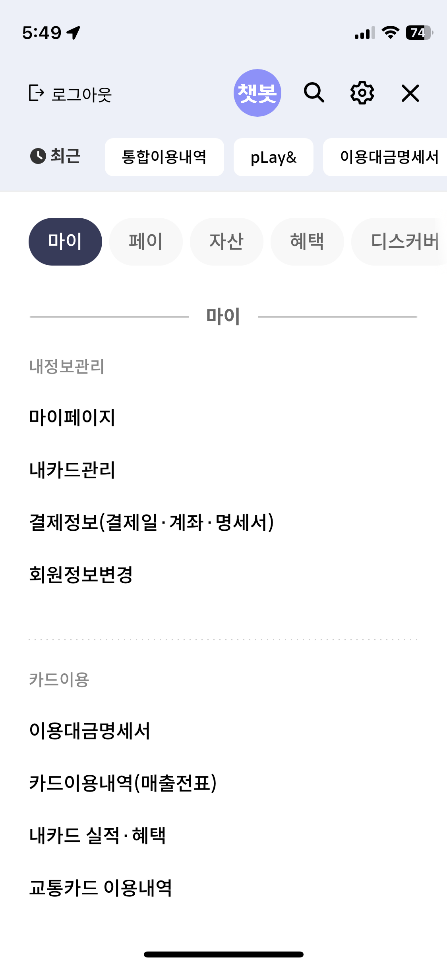 5:49
74
로그아웃
챗봇
최근
통합이용내역
pLay&
이용대금명세서
마이
페이
자산
혜택
디스커버
마이
내정보관리
마이페이지
내카드관리
결제정보(결제일·계좌·명세서)
회원정보변경
카드이용
이용대금명세서
카드이용내역(매출전표)
내카드 실적·혜택
교통카드 이용내역